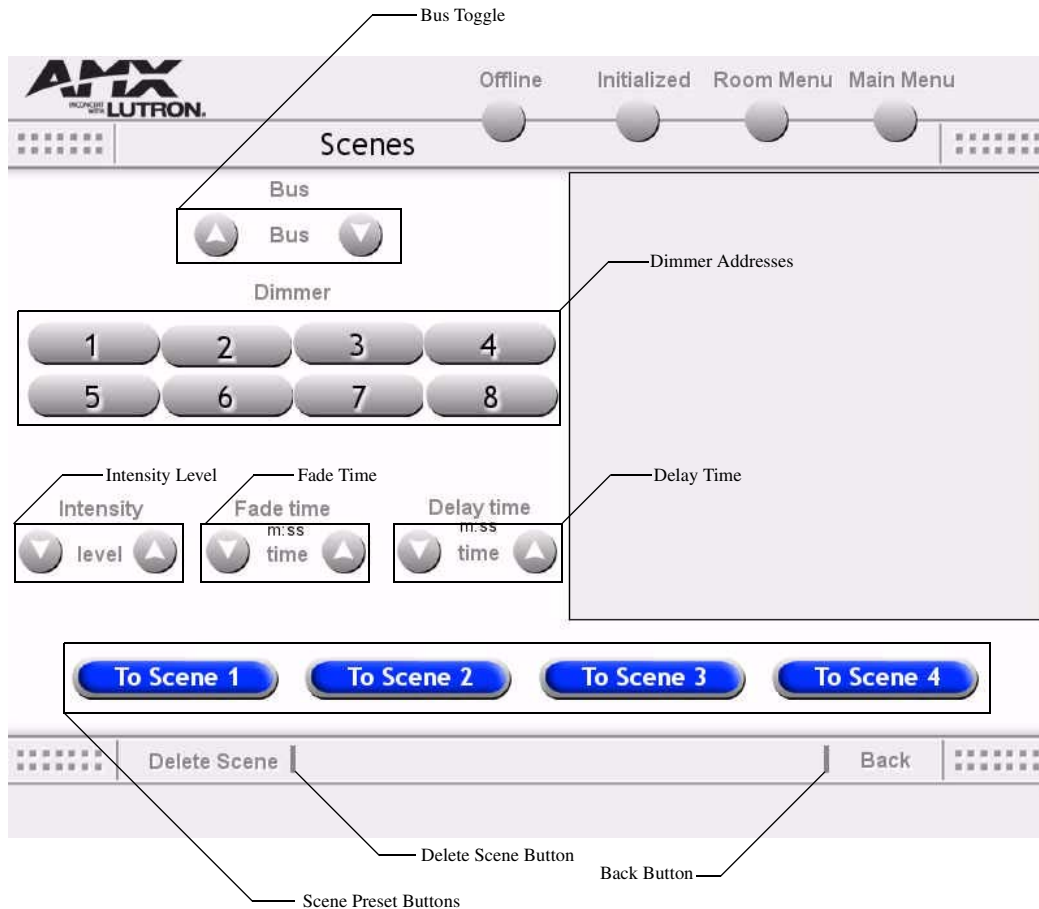 Bus Toggle
AMX
INCONCERT WITH LUTRON.
Offline Initialized Room Menu Main Menu
Scenes
Bus
Bus
Dimmer Addresses
Dimmer
1 2 3 4
5 6 7 8
Intensity Level Fade Time Delay Time
Intensity Fade time Delay time
m:ss m:ss
level time time
To Scene 1 To Scene 2 To Scene 3 To Scene 4
Delete Scene Back
Delete Scene Button
Back Button
Scene Preset Buttons